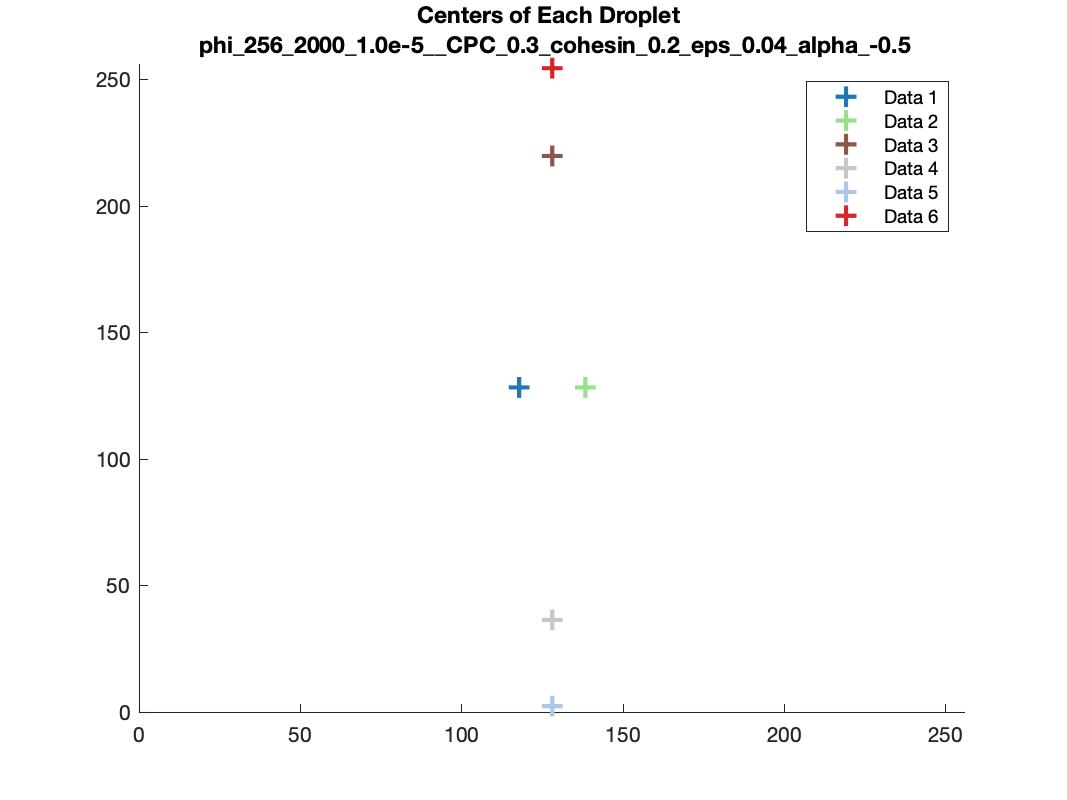 Centers of Each Droplet
phi_256_2000_1.0e-5__CPC_0.3_cohesin_0.2_eps_0.04_alpha_-0.5
250
200
150
100
50
0
0
50
100
150
200
250
Data 1
Data 2
Data 3
Data 4
Data 5
Data 6